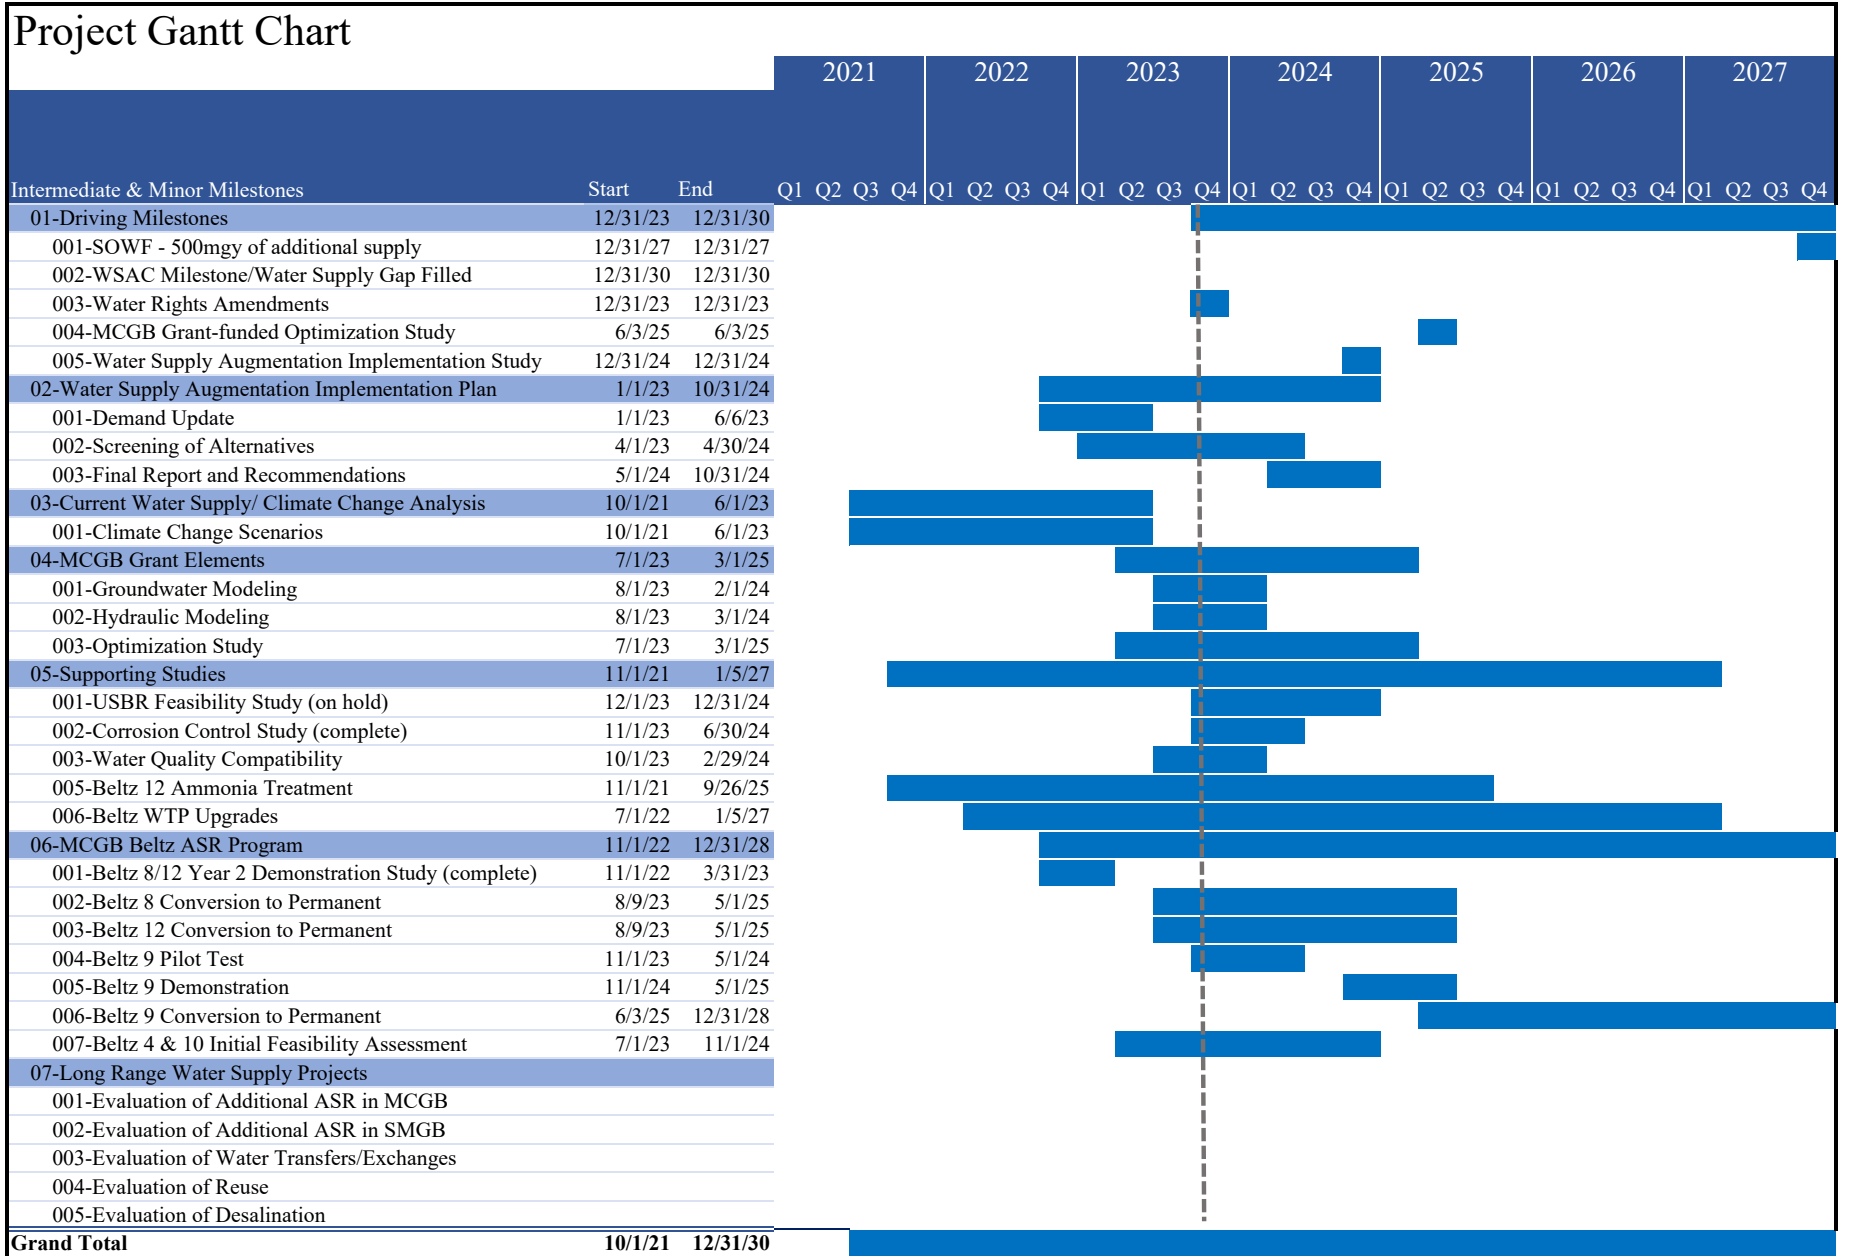 Project Gantt Chart
2021 2022 2023 2024 2025 2026 2027
Intermediate & Minor Milestones Start End Q1 Q2 Q3 Q4 Q1 Q2 Q3 Q4 Q1 Q2 Q3 Q4 Q1 Q2 Q3 Q4 Q1 Q2 Q3 Q4 Q1 Q2 Q3 Q4 Q1 Q2 Q3 Q4
01-Driving Milestones 12/31/23 12/31/30
001-SOWF - 500mgy of additional supply 12/31/27 12/31/27
002-WSAC Milestone/Water Supply Gap Filled 12/31/30 12/31/30
003-Water Rights Amendments 12/31/23 12/31/23
004-MCGB Grant-funded Optimization Study 6/3/25 6/3/25
005-Water Supply Augmentation Implementation Study 12/31/24 12/31/24
02-Water Supply Augmentation Implementation Plan 1/1/23 10/31/24
001-Demand Update 1/1/23 6/6/23
002-Screening of Alternatives 4/1/23 4/30/24
003-Final Report and Recommendations 5/1/24 10/31/24
03-Current Water Supply/ Climate Change Analysis 10/1/21 6/1/23
001-Climate Change Scenarios 10/1/21 6/1/23
04-MCGB Grant Elements 7/1/23 3/1/25
001-Groundwater Modeling 8/1/23 2/1/24
002-Hydraulic Modeling 8/1/23 3/1/24
003-Optimization Study 7/1/23 3/1/25
05-Supporting Studies 11/1/21 1/5/27
001-USBR Feasibility Study (on hold) 12/1/23 12/31/24
002-Corrosion Control Study (complete) 11/1/23 6/30/24
003-Water Quality Compatibility 10/1/23 2/29/24
005-Beltz 12 Ammonia Treatment 11/1/21 9/26/25
006-Beltz WTP Upgrades 7/1/22 1/5/27
06-MCGB Beltz ASR Program 11/1/22 12/31/28
001-Beltz 8/12 Year 2 Demonstration Study (complete) 11/1/22 3/31/23
002-Beltz 8 Conversion to Permanent 8/9/23 5/1/25
003-Beltz 12 Conversion to Permanent 8/9/23 5/1/25
004-Beltz 9 Pilot Test 11/1/23 5/1/24
005-Beltz 9 Demonstration 11/1/24 5/1/25
006-Beltz 9 Conversion to Permanent 6/3/25 12/31/28
007-Beltz 4 & 10 Initial Feasibility Assessment 7/1/23 11/1/24
07-Long Range Water Supply Projects
001-Evaluation of Additional ASR in MCGB
002-Evaluation of Additional ASR in SMGB
003-Evaluation of Water Transfers/Exchanges
004-Evaluation of Reuse
005-Evaluation of Desalination
Grand Total 10/1/21 12/31/30